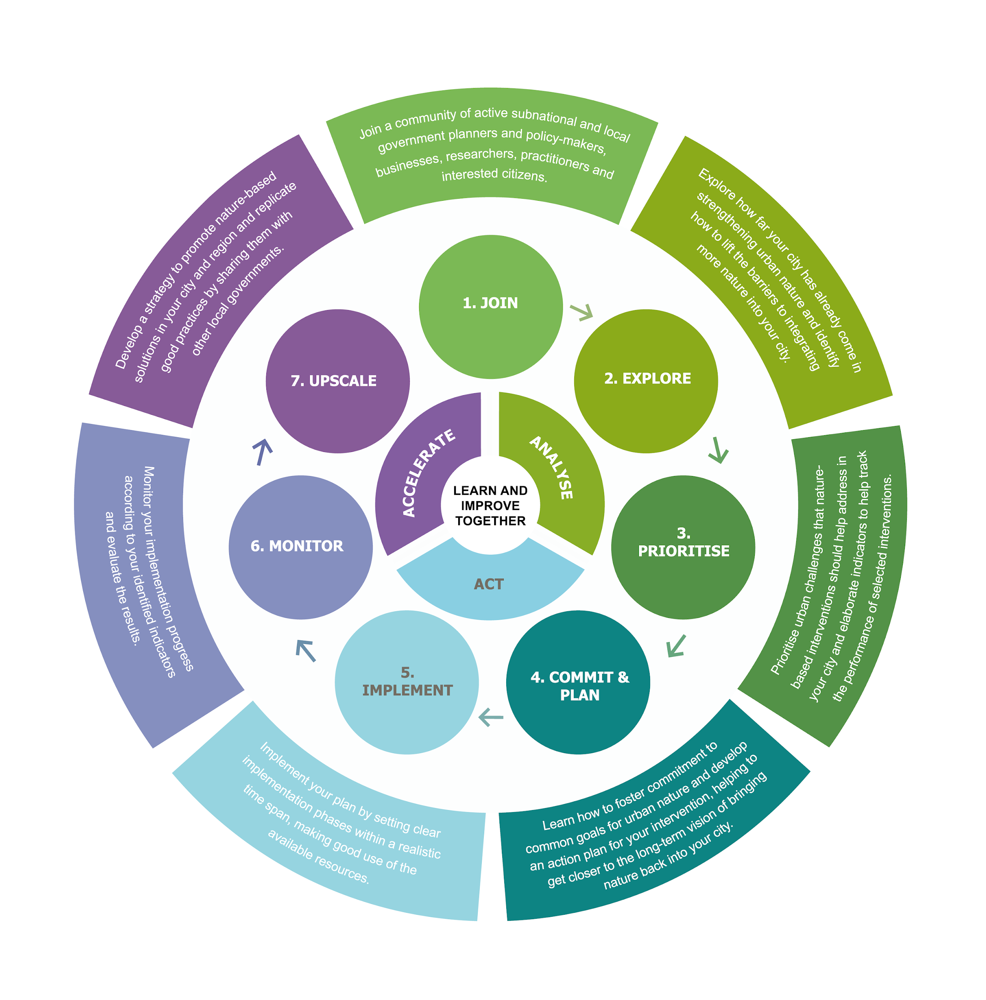 Join a community of active subnational and local
government planners and policy-makers,
businesses, researchers, practitioners and
interested citizens.
Explore how far your city has already come in
strengthening urban nature and identify
how to lift the barriers to integrating
more nature into your city.
Prioritise urban challenges that nature-
based interventions should help address in
your city and elaborate indicators to help track
the performance of selected interventions.
Learn how to foster commitment to
common goals for urban nature and develop
an action plan for your intervention, helping to
get closer to the long-term vision of bringing
nature back into your city.
Implement your plan by setting clear
implementation phases within a realistic
time span, making good use of the
available resources.
Monitor your implementation progress
according to your identified indicators
and evaluate the results.
Develop a strategy to promote nature-based
solutions in your city and region and replicate
good practices by sharing them with
other local governments.
1. JOIN
2. EXPLORE
3.
PRIORITISE
4. COMMIT &
PLAN
5.
IMPLEMENT
6. MONITOR
7. UPSCALE
ANALYSE
ACT
ACCELERATE
LEARN AND
IMPROVE
TOGETHER